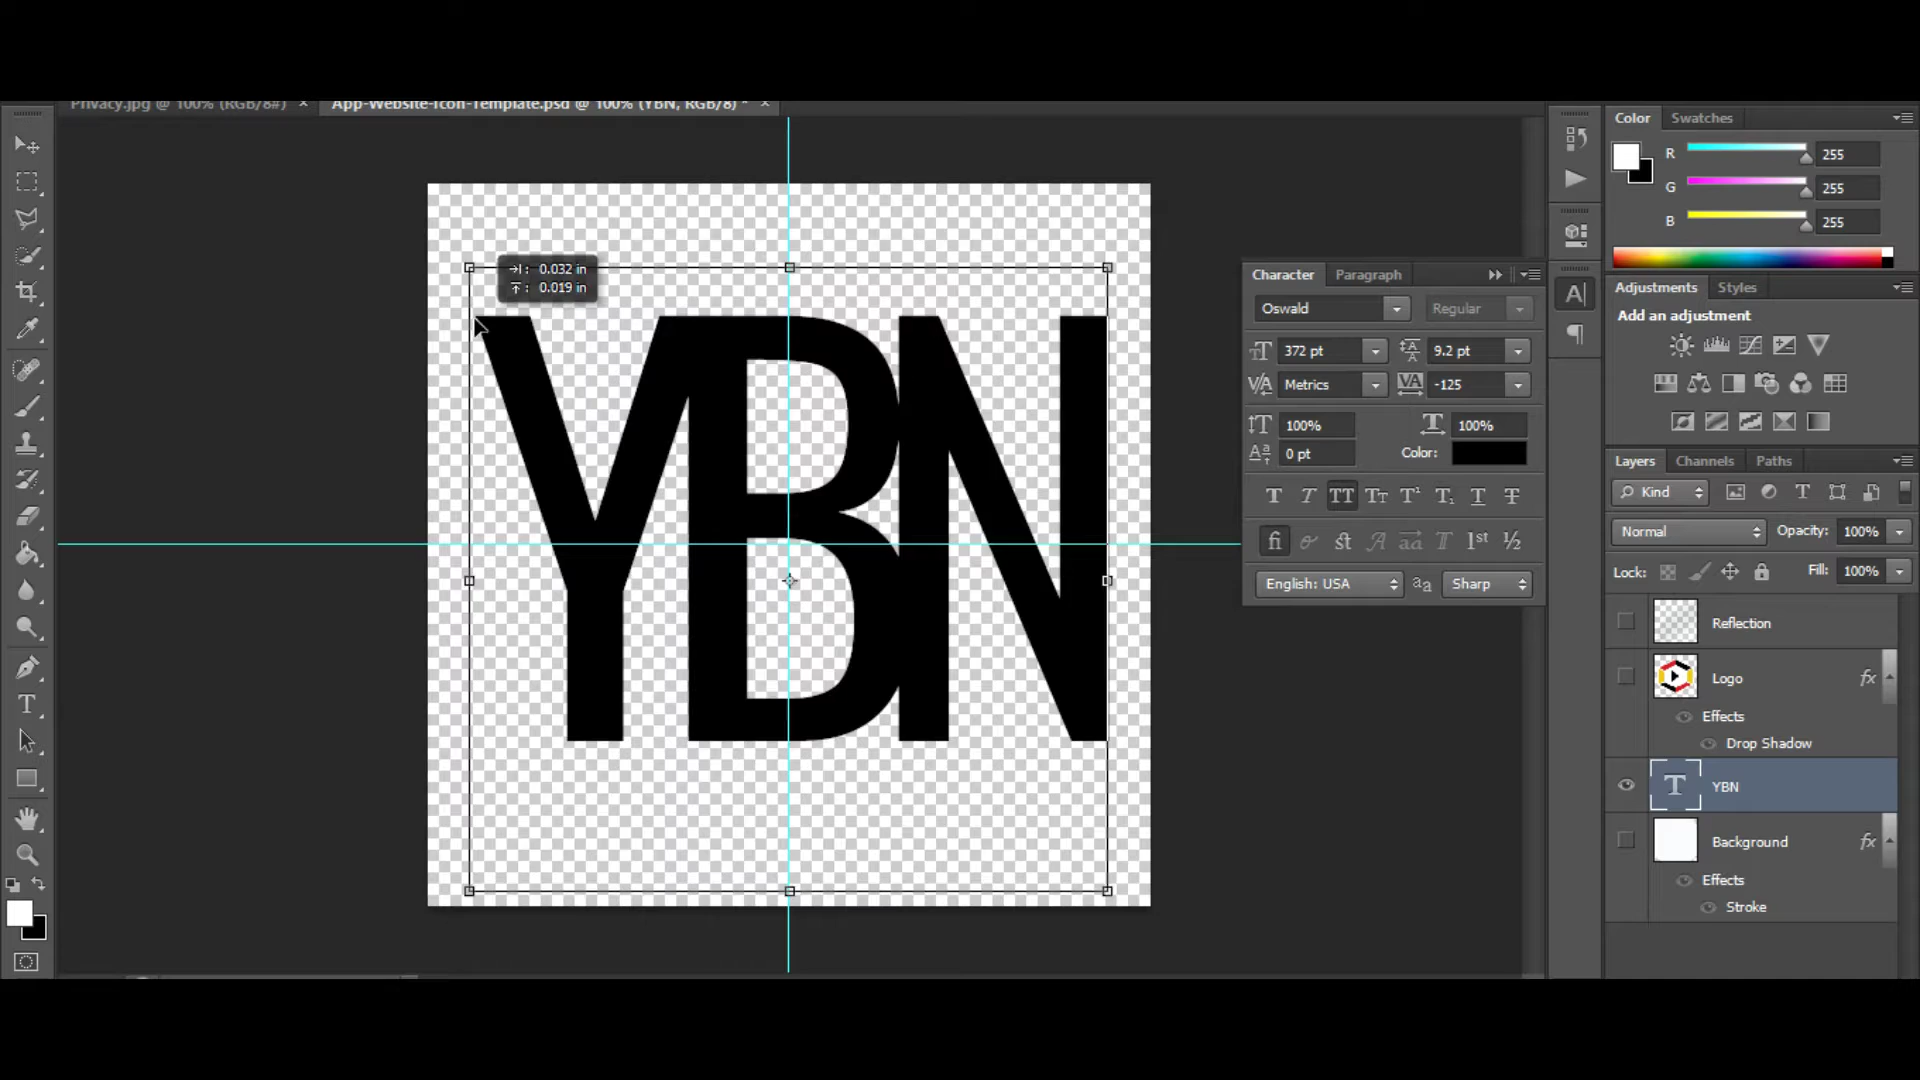 Privacy.jpg @ 100% (RGB/8#) ×
App-Website-Icon-Template.psd @ 100% (YBN, RGB/8) * ×
0.032 in
0.019 in
YBN
Character
Paragraph
Oswald
Regular
372 pt
9.2 pt
Metrics
-125
100%
100%
0 pt
Color:
English: USA
Sharp
Color
Swatches
R 255
G 255
B 255
Adjustments
Styles
Add an adjustment
Layers
Channels
Paths
Kind
Normal
Opacity: 100%
Lock:
Fill: 100%
Reflection
Logo
fx
Effects
Drop Shadow
YBN
Background
fx
Effects
Stroke